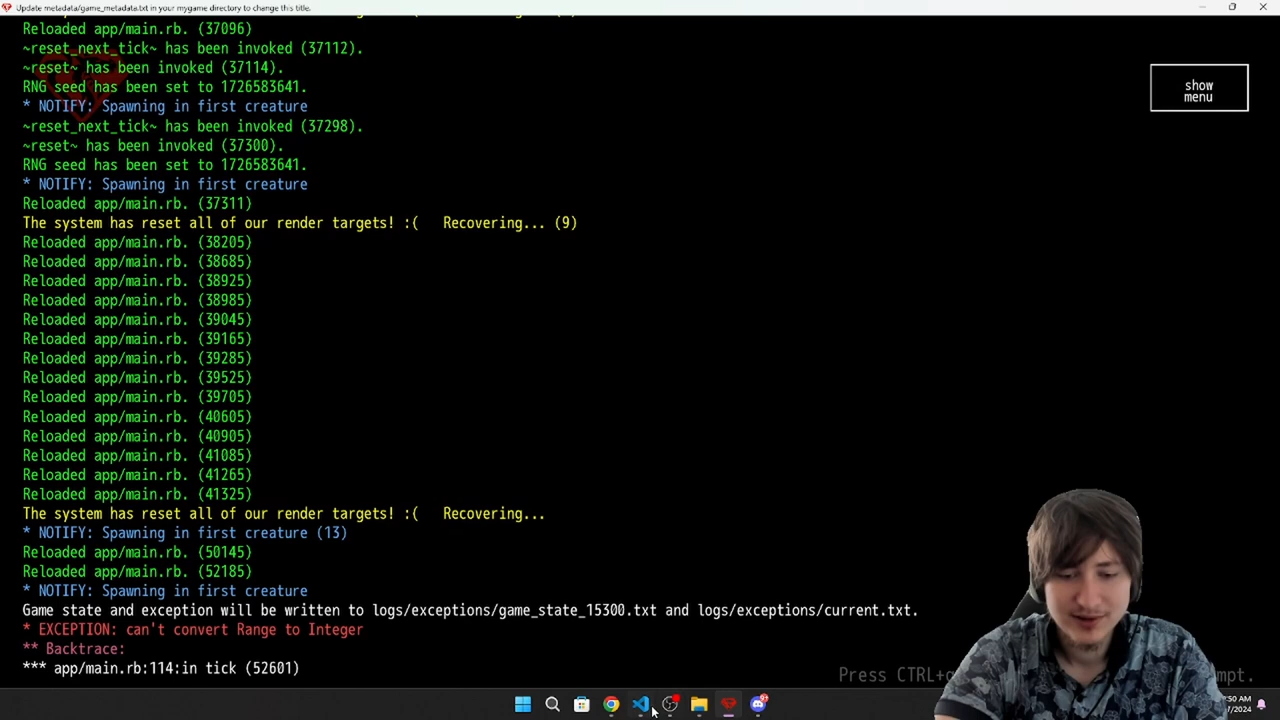 Update metadata/game_metadata.txt in your mygame directory to change this title.
Reloaded app/main.rb. (37096)
~reset_next_tick~ has been invoked (37112).
~reset~ has been invoked (37114).
RNG seed has been set to 1726583641.
* NOTIFY: Spawning in first creature
~reset_next_tick~ has been invoked (37298).
~reset~ has been invoked (37300).
RNG seed has been set to 1726583641.
* NOTIFY: Spawning in first creature
Reloaded app/main.rb. (37311)
The system has reset all of our render targets! :(   Recovering... (9)
Reloaded app/main.rb. (38205)
Reloaded app/main.rb. (38685)
Reloaded app/main.rb. (38925)
Reloaded app/main.rb. (38985)
Reloaded app/main.rb. (39045)
Reloaded app/main.rb. (39165)
Reloaded app/main.rb. (39285)
Reloaded app/main.rb. (39525)
Reloaded app/main.rb. (39705)
Reloaded app/main.rb. (40605)
Reloaded app/main.rb. (40905)
Reloaded app/main.rb. (41085)
Reloaded app/main.rb. (41265)
Reloaded app/main.rb. (41325)
The system has reset all of our render targets! :(   Recovering...
* NOTIFY: Spawning in first creature (13)
Reloaded app/main.rb. (50145)
Reloaded app/main.rb. (52185)
* NOTIFY: Spawning in first creature
Game state and exception will be written to logs/exceptions/game_state_15300.txt and logs/exceptions/current.txt.
* EXCEPTION: can't convert Range to Integer
** Backtrace:
*** app/main.rb:114:in tick (52601)
show
menu
Press